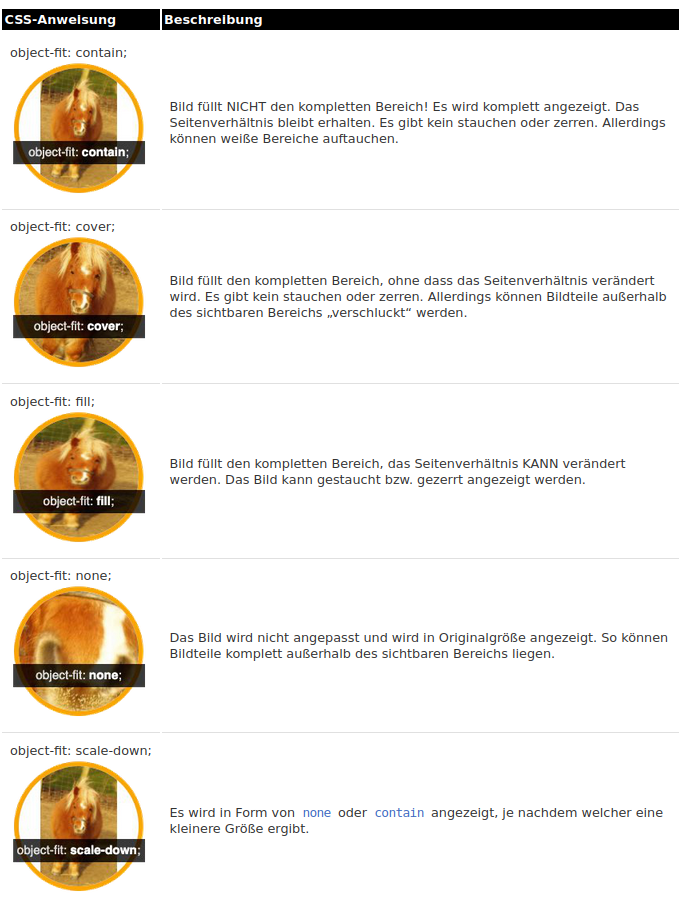 CSS-Anweisung Beschreibung
object-fit: contain;
object-fit: contain;
Bild füllt NICHT den kompletten Bereich! Es wird komplett angezeigt. Das
Seitenverhältnis bleibt erhalten. Es gibt kein stauchen oder zerren. Allerdings
können weiße Bereiche auftauchen.
object-fit: cover;
object-fit: cover;
Bild füllt den kompletten Bereich, ohne dass das Seitenverhältnis verändert
wird. Es gibt kein stauchen oder zerren. Allerdings können Bildteile außerhalb
des sichtbaren Bereichs „verschluckt“ werden.
object-fit: fill;
object-fit: fill;
Bild füllt den kompletten Bereich, das Seitenverhältnis KANN verändert
werden. Das Bild kann gestaucht bzw. gezerrt angezeigt werden.
object-fit: none;
object-fit: none;
Das Bild wird nicht angepasst und wird in Originalgröße angezeigt. So können
Bildteile komplett außerhalb des sichtbaren Bereichs liegen.
object-fit: scale-down;
object-fit: scale-down;
Es wird in Form von none oder contain angezeigt, je nachdem welcher eine
kleinere Größe ergibt.